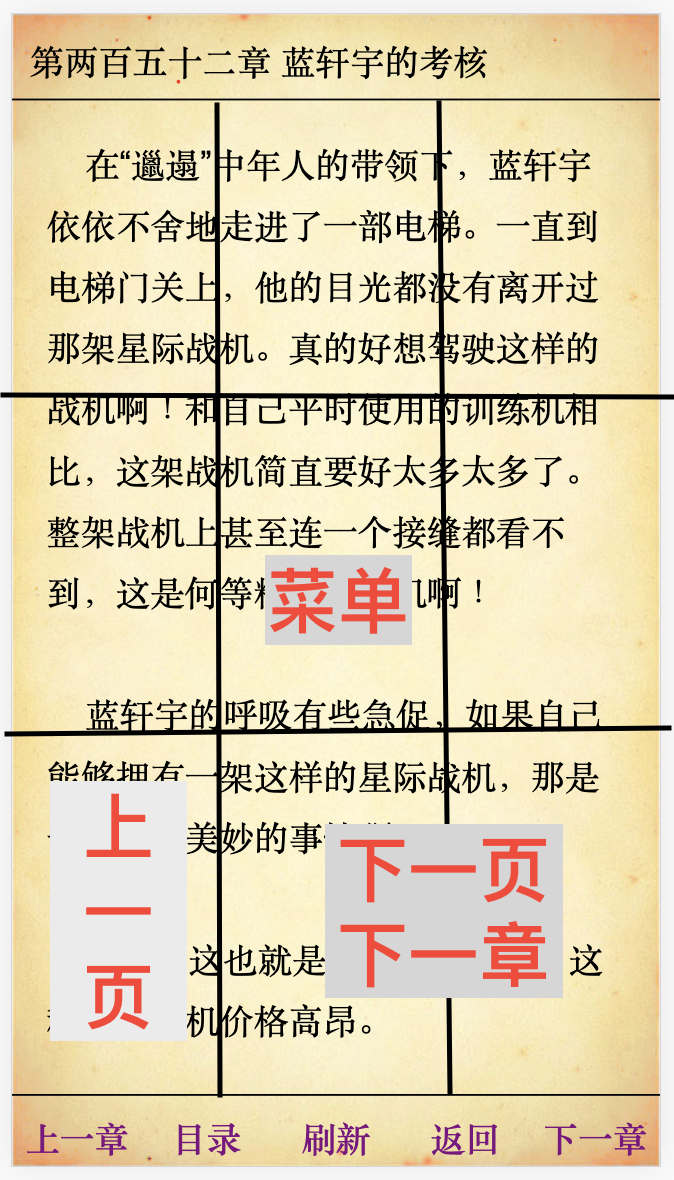 第两百五十二章 蓝轩宇的考核
在“邋遢”中年人的带领下，蓝轩宇
依依不舍地走进了一部电梯。一直到
电梯门关上，他的目光都没有离开过
那架星际战机。真的好想驾驶这样的
战机啊！和自己平时使用的训练机相
比，这架战机简直要好太多太多了。
整架战机上甚至连一个接缝都看不
到，这是何等 啊！
菜单
蓝轩宇的呼吸有些急促，如果自己
能够拥有一架这样的星际战机，那是
美妙的事
上一页
下一页
下一章
这也就是 这
机价格高昂。
上一章 目录 刷新 返回 下一章